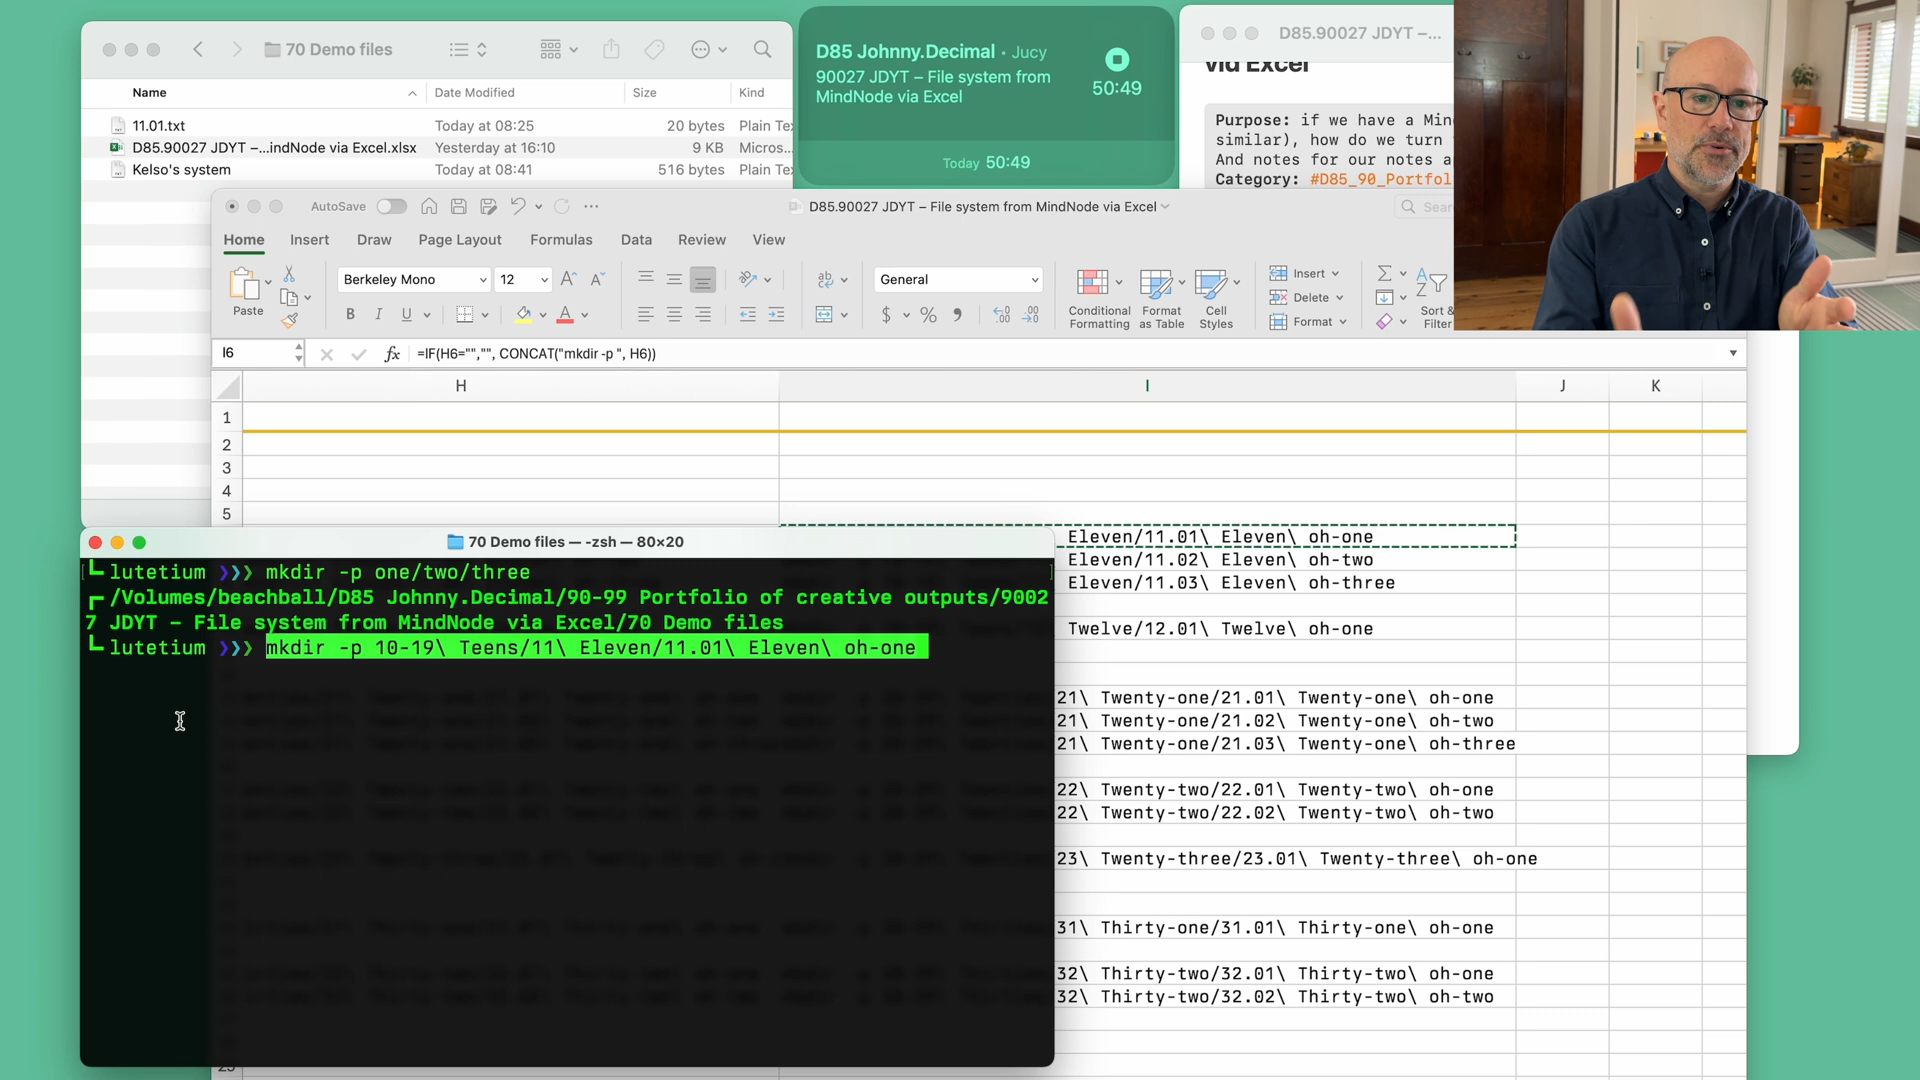 70 Demo files
Name
Date Modified
Size
Kind
11.01.txt
Today at 08:25
20 bytes
Plain Te
D85.90027 JDYT –...indNode via Excel.xlsx
Yesterday at 16:10
9 KB
Micros...
Kelso's system
Today at 08:41
516 bytes
Plain Te
D85 Johnny.Decimal • Jucy
90027 JDYT – File system from
MindNode via Excel
50:49
Today 50:49
D85.90027 JDYT –...
via Excel
Purpose: if we have a Min
similar), how do we turn
And notes for our notes a
Category: #D85_90_Portfol
AutoSave
D85.90027 JDYT – File system from MindNode via Excel
Sear
Home
Insert
Draw
Page Layout
Formulas
Data
Review
View
Paste
Berkeley Mono
12
General
Conditional
Formatting
Format
as Table
Cell
Styles
Insert
Delete
Format
Sort &
Filter
I6
fx
=IF(H6="","", CONCAT("mkdir -p ", H6))
H
I
J
K
1
2
3
4
5
Eleven/11.01\ Eleven\ oh-one
Eleven/11.02\ Eleven\ oh-two
Eleven/11.03\ Eleven\ oh-three
Twelve/12.01\ Twelve\ oh-one
21\ Twenty-one/21.01\ Twenty-one\ oh-one
21\ Twenty-one/21.02\ Twenty-one\ oh-two
21\ Twenty-one/21.03\ Twenty-one\ oh-three
22\ Twenty-two/22.01\ Twenty-two\ oh-one
22\ Twenty-two/22.02\ Twenty-two\ oh-two
23\ Twenty-three/23.01\ Twenty-three\ oh-one
31\ Thirty-one/31.01\ Thirty-one\ oh-one
32\ Thirty-two/32.01\ Thirty-two\ oh-one
32\ Thirty-two/32.02\ Thirty-two\ oh-two
70 Demo files — -zsh — 80×20
lutetium ❯❯❯ mkdir -p one/two/three
/Volumes/beachball/D85 Johnny.Decimal/90-99 Portfolio of creative outputs/9002
7 JDYT – File system from MindNode via Excel/70 Demo files
lutetium ❯❯❯ mkdir -p 10-19\ Teens/11\ Eleven/11.01\ Eleven\ oh-one